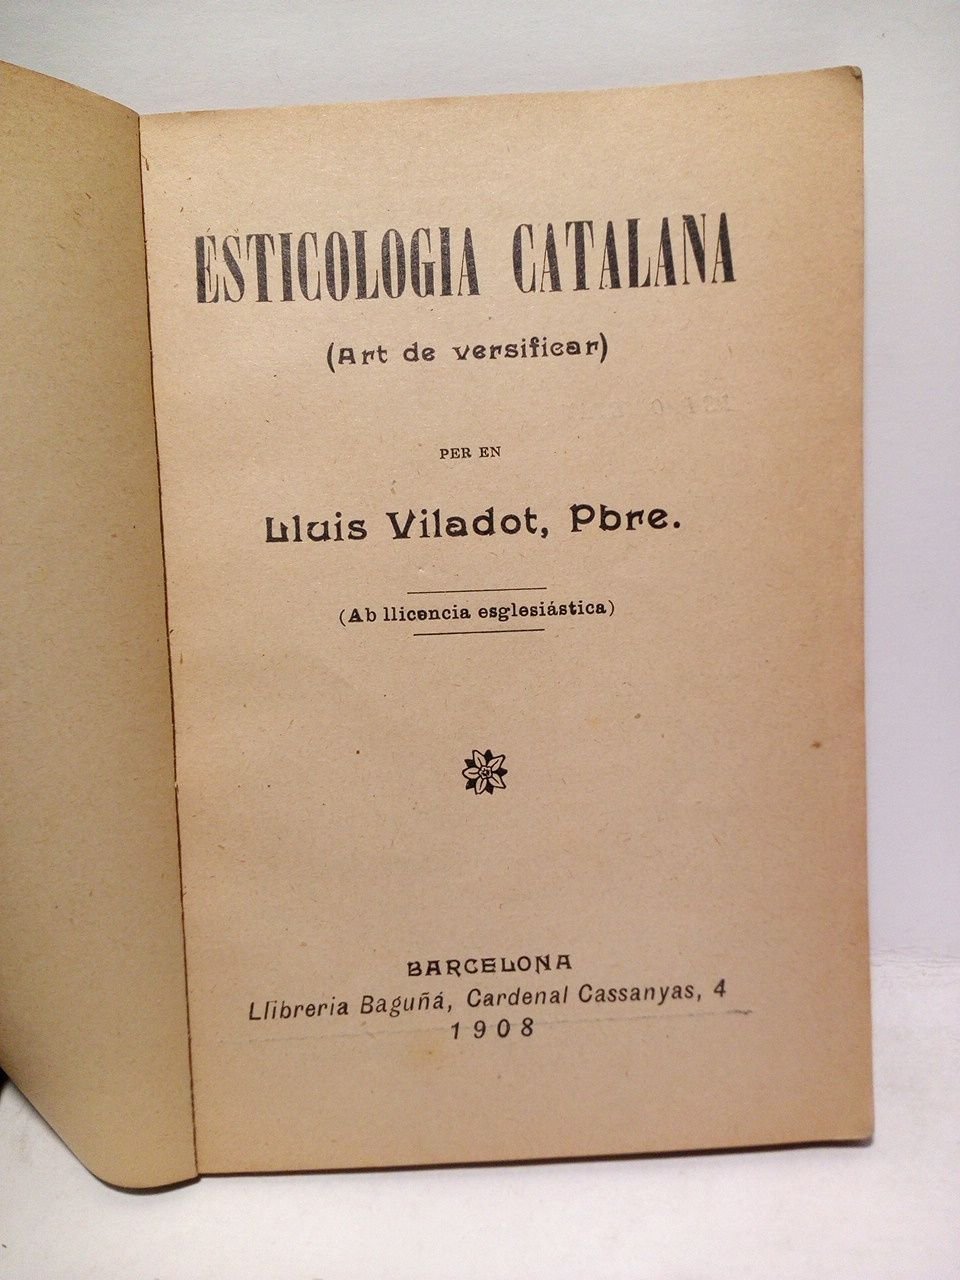 ESTICOLOGIA CATALANA
(Art de versificar)
PER EN
Lluis Viladot, Pbre.
(Ab llicencia esglesiástica)
BARCELONA
Llibreria Baguñá, Cardenal Cassanyas, 4
1908